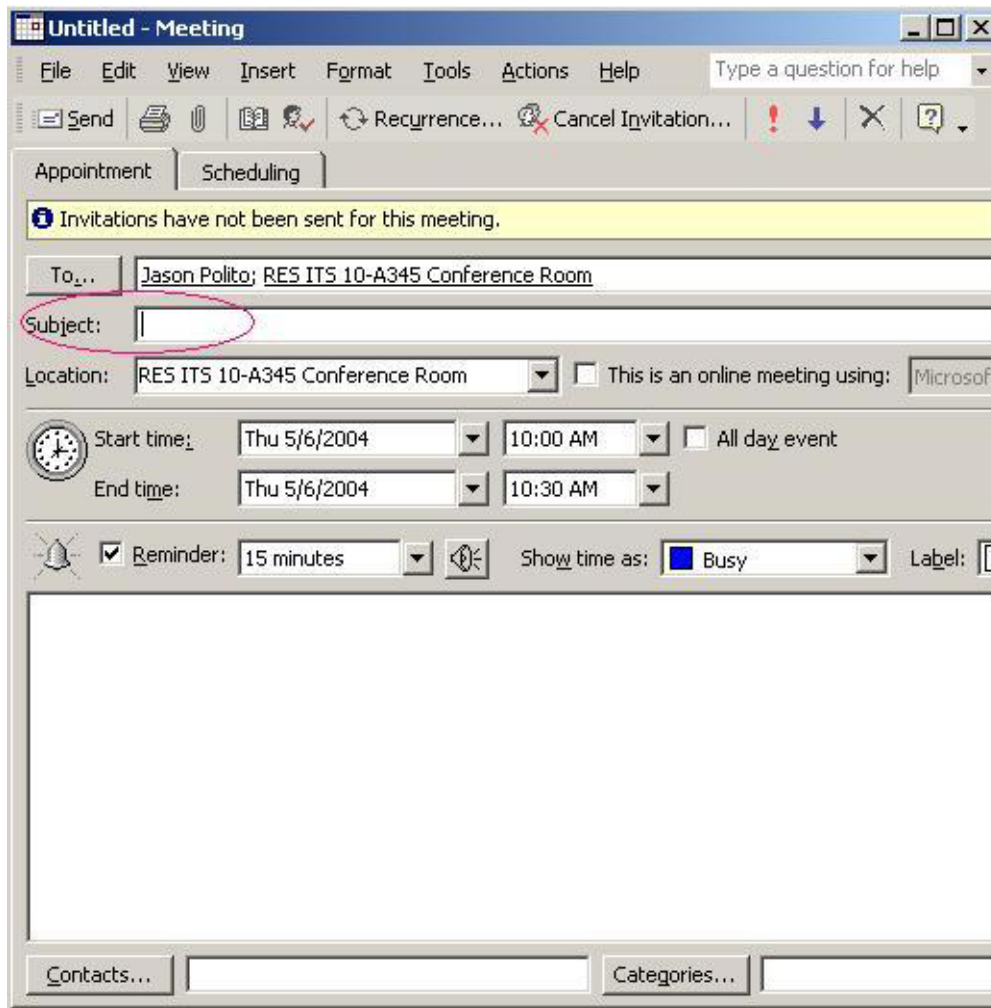 Untitled - Meeting
File Edit View Insert Format Tools Actions Help Type a question for help
Send Recurrence... Cancel Invitation...
Appointment Scheduling
Invitations have not been sent for this meeting.
To... Jason Polito; RES ITS 10-A345 Conference Room
Subject:
Location: RES ITS 10-A345 Conference Room This is an online meeting using: Microsof
Start time: Thu 5/6/2004 10:00 AM All day event
End time: Thu 5/6/2004 10:30 AM
Reminder: 15 minutes Show time as: Busy Label:
Contacts... Categories...